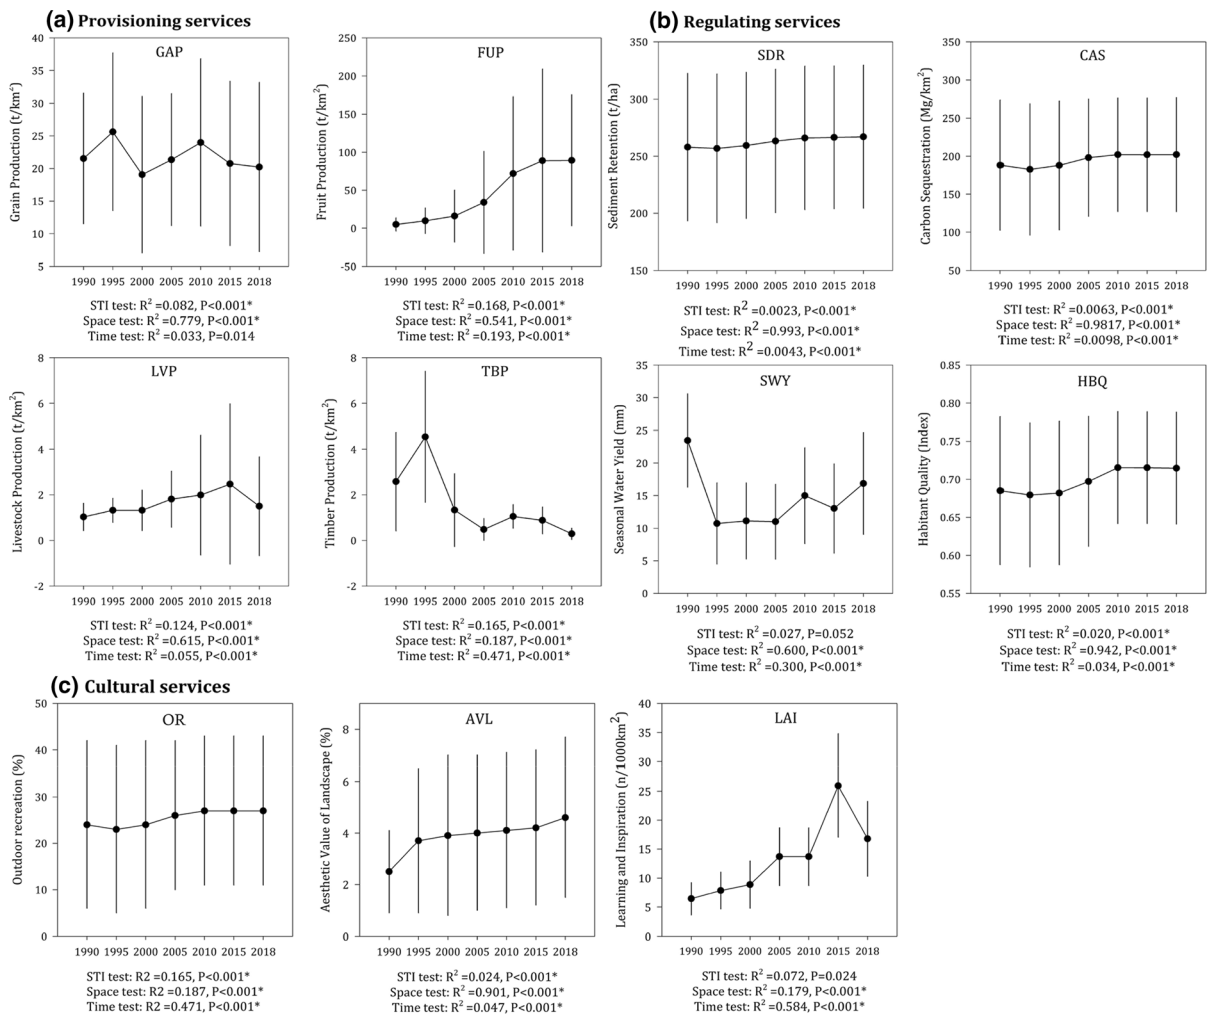 (a) Provisioning services
GAP
Grain Production (t/km²)
40
35
30
25
20
15
10
5
1990 1995 2000 2005 2010 2015 2018
STI test: R² =0.082, P<0.001*
Space test: R² =0.779, P<0.001*
Time test: R² =0.033, P=0.014
FUP
Fruit Production (t/km²)
250
200
150
100
50
0
-50
1990 1995 2000 2005 2010 2015 2018
STI test: R² =0.168, P<0.001*
Space test: R² =0.541, P<0.001*
Time test: R² =0.193, P<0.001*
LVP
Livestock Production (t/km²)
8
6
4
2
0
-2
1990 1995 2000 2005 2010 2015 2018
STI test: R² =0.124, P<0.001*
Space test: R² =0.615, P<0.001*
Time test: R² =0.055, P<0.001*
TBP
Timber Production (t/km²)
8
6
4
2
0
-2
1990 1995 2000 2005 2010 2015 2018
STI test: R² =0.165, P<0.001*
Space test: R² =0.187, P<0.001*
Time test: R² =0.471, P<0.001*
(b) Regulating services
SDR
Sediment Retention (t/ha)
350
300
250
200
150
1990 1995 2000 2005 2010 2015 2018
STI test: R² =0.0023, P<0.001*
Space test: R² =0.993, P<0.001*
Time test: R² =0.0043, P<0.001*
CAS
Carbon Sequestration (Mg/km²)
350
300
250
200
150
100
50
1990 1995 2000 2005 2010 2015 2018
STI test: R² =0.0063, P<0.001*
Space test: R² =0.9817, P<0.001*
Time test: R² =0.0098, P<0.001*
SWY
Seasonal Water Yield (mm)
35
30
25
20
15
10
5
0
1990 1995 2000 2005 2010 2015 2018
STI test: R² =0.027, P=0.052
Space test: R² =0.600, P<0.001*
Time test: R² =0.300, P<0.001*
HBQ
Habitant Quality (Index)
0.85
0.80
0.75
0.70
0.65
0.60
0.55
1990 1995 2000 2005 2010 2015 2018
STI test: R² =0.020, P<0.001*
Space test: R² =0.942, P<0.001*
Time test: R² =0.034, P<0.001*
(c) Cultural services
OR
Outdoor recreation (%)
50
40
30
20
10
0
1990 1995 2000 2005 2010 2015 2018
STI test: R2 =0.165, P<0.001*
Space test: R2 =0.187, P<0.001*
Time test: R2 =0.471, P<0.001*
AVL
Aesthetic Value of Landscape (%)
8
6
4
2
0
1990 1995 2000 2005 2010 2015 2018
STI test: R² =0.024, P<0.001*
Space test: R² =0.901, P<0.001*
Time test: R² =0.047, P<0.001*
LAI
Learning and Inspiration (n/1000km²)
40
35
30
25
20
15
10
5
0
1990 1995 2000 2005 2010 2015 2018
STI test: R² =0.072, P=0.024
Space test: R² =0.179, P<0.001*
Time test: R² =0.584, P<0.001*